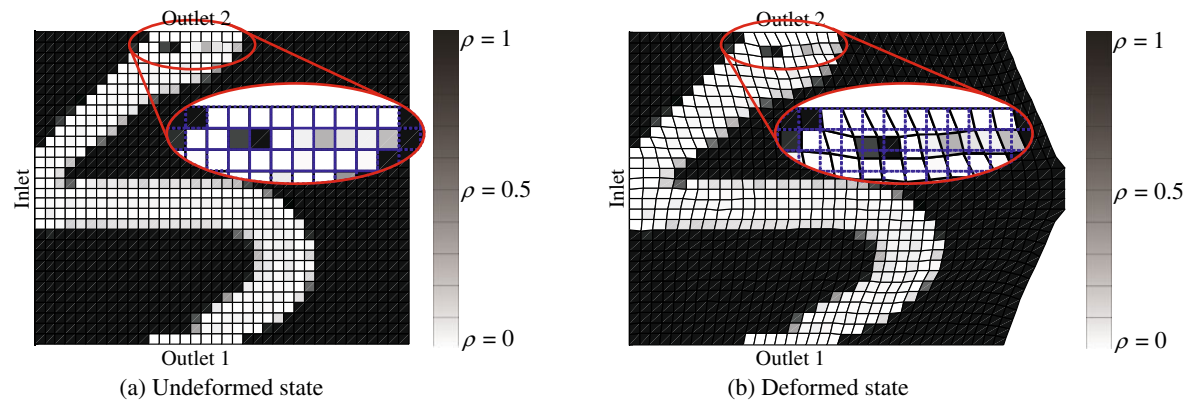 Outlet 2
Inlet
Outlet 1
ρ = 1
ρ = 0.5
ρ = 0
(a) Undeformed state
Outlet 2
Inlet
Outlet 1
ρ = 1
ρ = 0.5
ρ = 0
(b) Deformed state